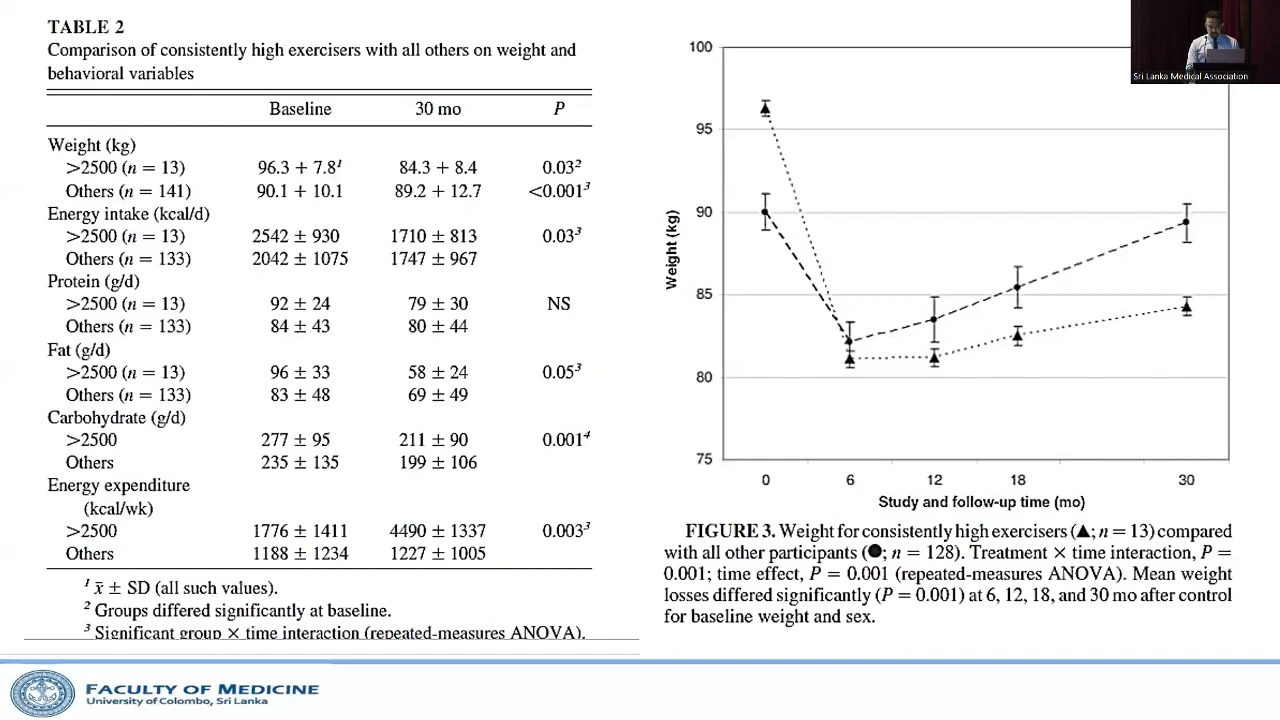 TABLE 2
Comparison of consistently high exercisers with all others on weight and
behavioral variables
Baseline 30 mo P
Weight (kg)
>2500 (n = 13) 96.3 + 7.8¹ 84.3 + 8.4 0.03²
Others (n = 141) 90.1 + 10.1 89.2 + 12.7 <0.001³
Energy intake (kcal/d)
>2500 (n = 13) 2542 ± 930 1710 ± 813 0.03³
Others (n = 133) 2042 ± 1075 1747 ± 967
Protein (g/d)
>2500 (n = 13) 92 ± 24 79 ± 30 NS
Others (n = 133) 84 ± 43 80 ± 44
Fat (g/d)
>2500 (n = 13) 96 ± 33 58 ± 24 0.05³
Others (n = 133) 83 ± 48 69 ± 49
Carbohydrate (g/d)
>2500 277 ± 95 211 ± 90 0.001⁴
Others 235 ± 135 199 ± 106
Energy expenditure
(kcal/wk)
>2500 1776 ± 1411 4490 ± 1337 0.003³
Others 1188 ± 1234 1227 ± 1005
¹ x̄ ± SD (all such values).
² Groups differed significantly at baseline.
³ Significant group × time interaction (repeated-measures ANOVA).
100
95
90
85
80
75
Weight (kg)
0 6 12 18 30
Study and follow-up time (mo)
FIGURE 3. Weight for consistently high exercisers (▲; n = 13) compared
with all other participants (●; n = 128). Treatment × time interaction, P =
0.001; time effect, P = 0.001 (repeated-measures ANOVA). Mean weight
losses differed significantly (P = 0.001) at 6, 12, 18, and 30 mo after control
for baseline weight and sex.
Sri Lanka Medical Association
FACULTY OF MEDICINE
University of Colombo, Sri Lanka